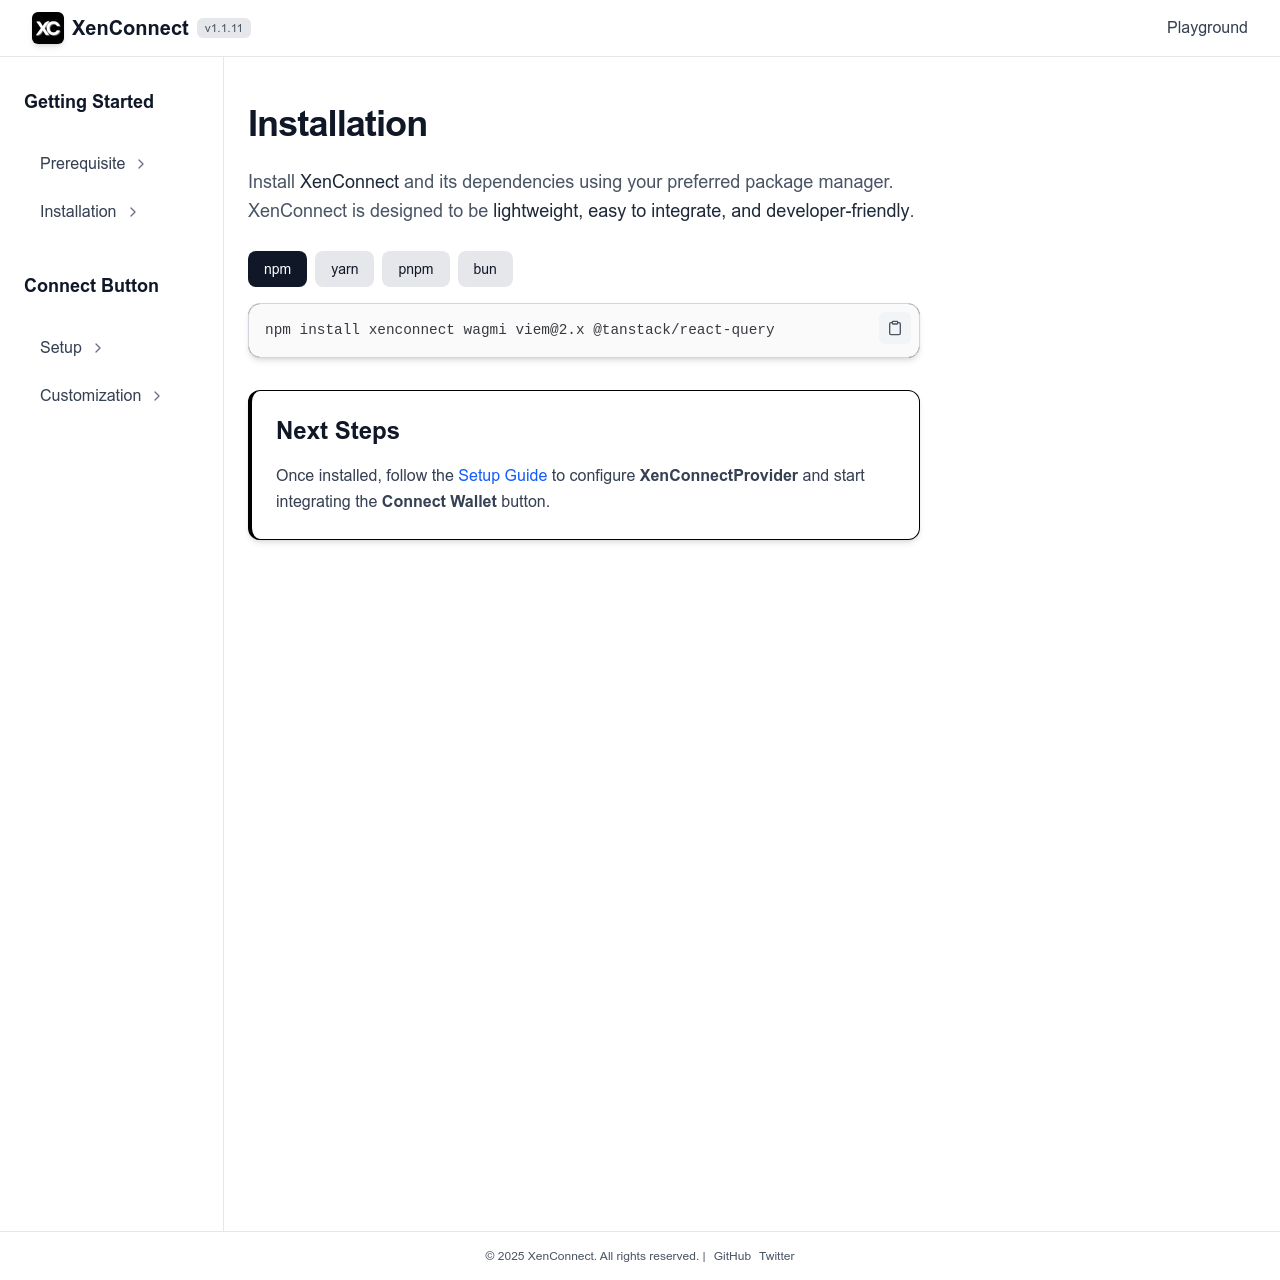 XC XenConnect v1.1.11
Playground
Getting Started
Prerequisite
Installation
Connect Button
Setup
Customization
Installation
Install XenConnect and its dependencies using your preferred package manager.
XenConnect is designed to be lightweight, easy to integrate, and developer-friendly.
npm yarn pnpm bun
npm install xenconnect wagmi viem@2.x @tanstack/react-query
Next Steps
Once installed, follow the Setup Guide to configure XenConnectProvider and start
integrating the Connect Wallet button.
© 2025 XenConnect. All rights reserved. | GitHub Twitter